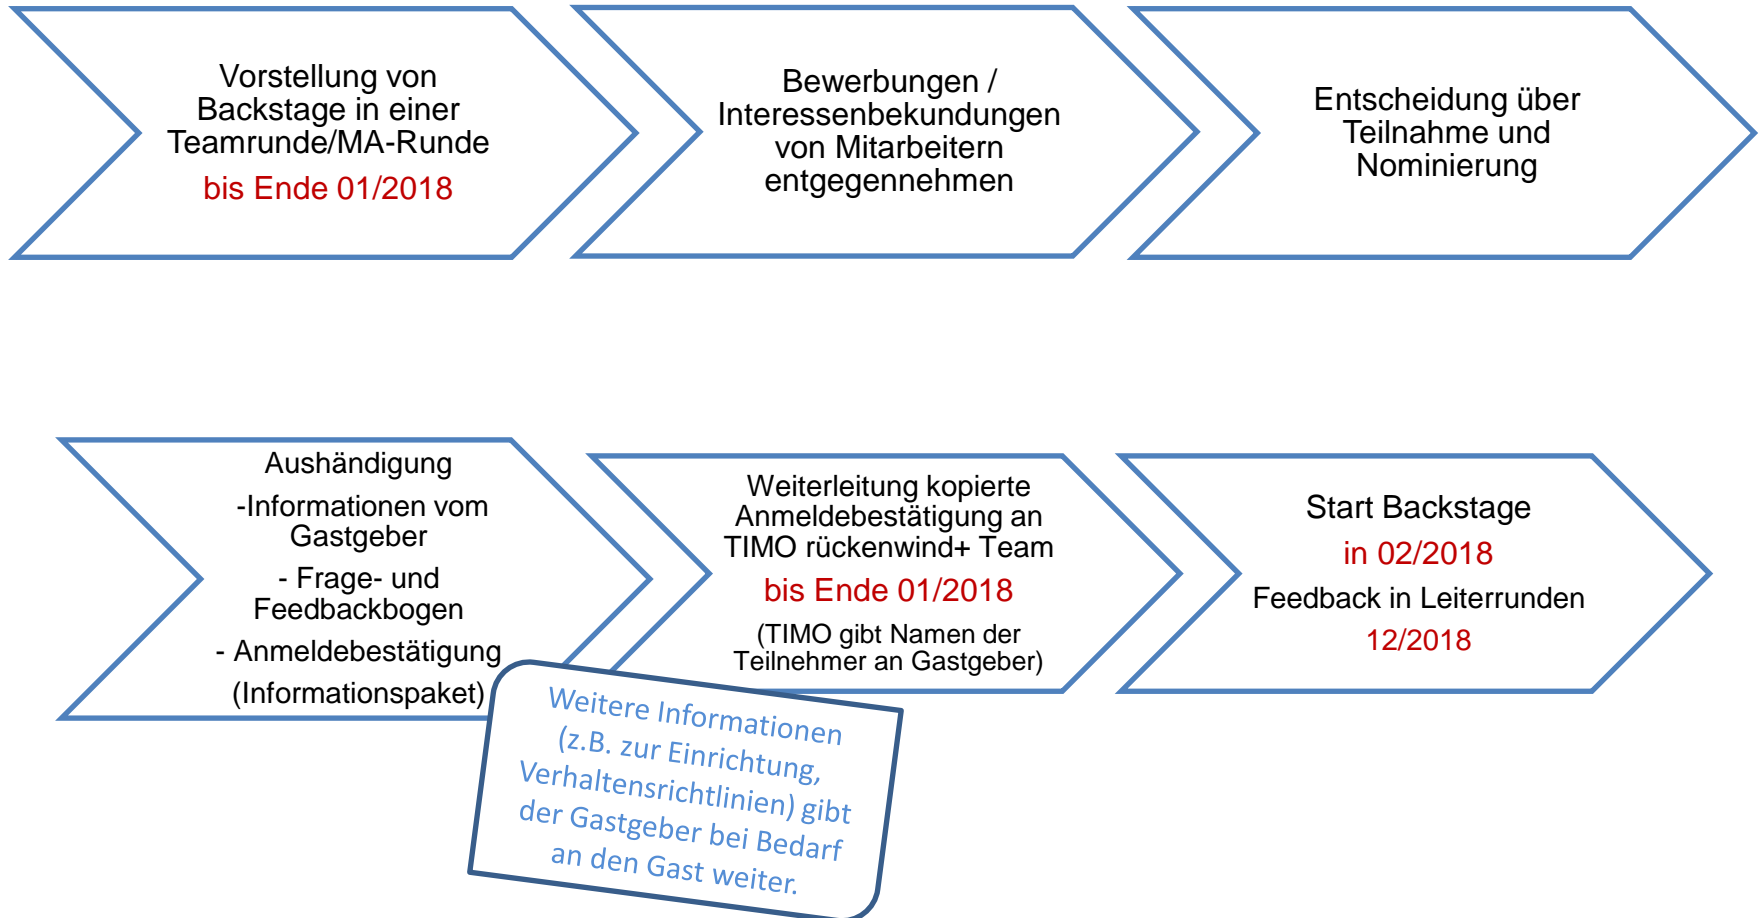 Vorstellung von
Backstage in einer
Teamrunde/MA-Runde
bis Ende 01/2018
Bewerbungen /
Interessenbekundungen
von Mitarbeitern
entgegennehmen
Entscheidung über
Teilnahme und
Nominierung
Aushändigung
-Informationen vom
Gastgeber
- Frage- und
Feedbackbogen
- Anmeldebestätigung
(Informationspaket)
Weiterleitung kopierte
Anmeldebestätigung an
TIMO rückenwind+ Team
bis Ende 01/2018
(TIMO gibt Namen der
Teilnehmer an Gastgeber)
Start Backstage
in 02/2018
Feedback in Leiterrunden
12/2018
Weitere Informationen
(z.B. zur Einrichtung,
Verhaltensrichtlinien) gibt
der Gastgeber bei Bedarf
an den Gast weiter.